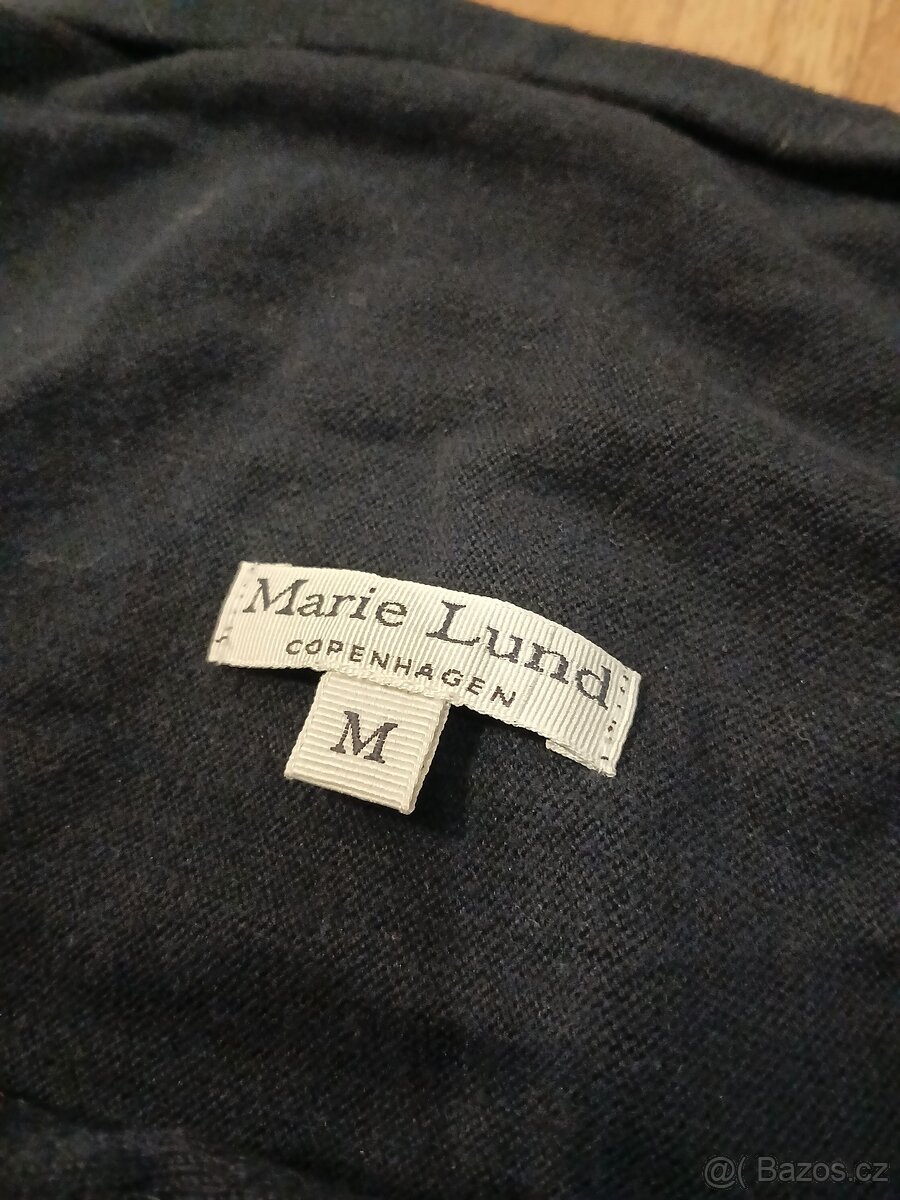 Marie Lund
COPENHAGEN
M
@( Bazos.cz